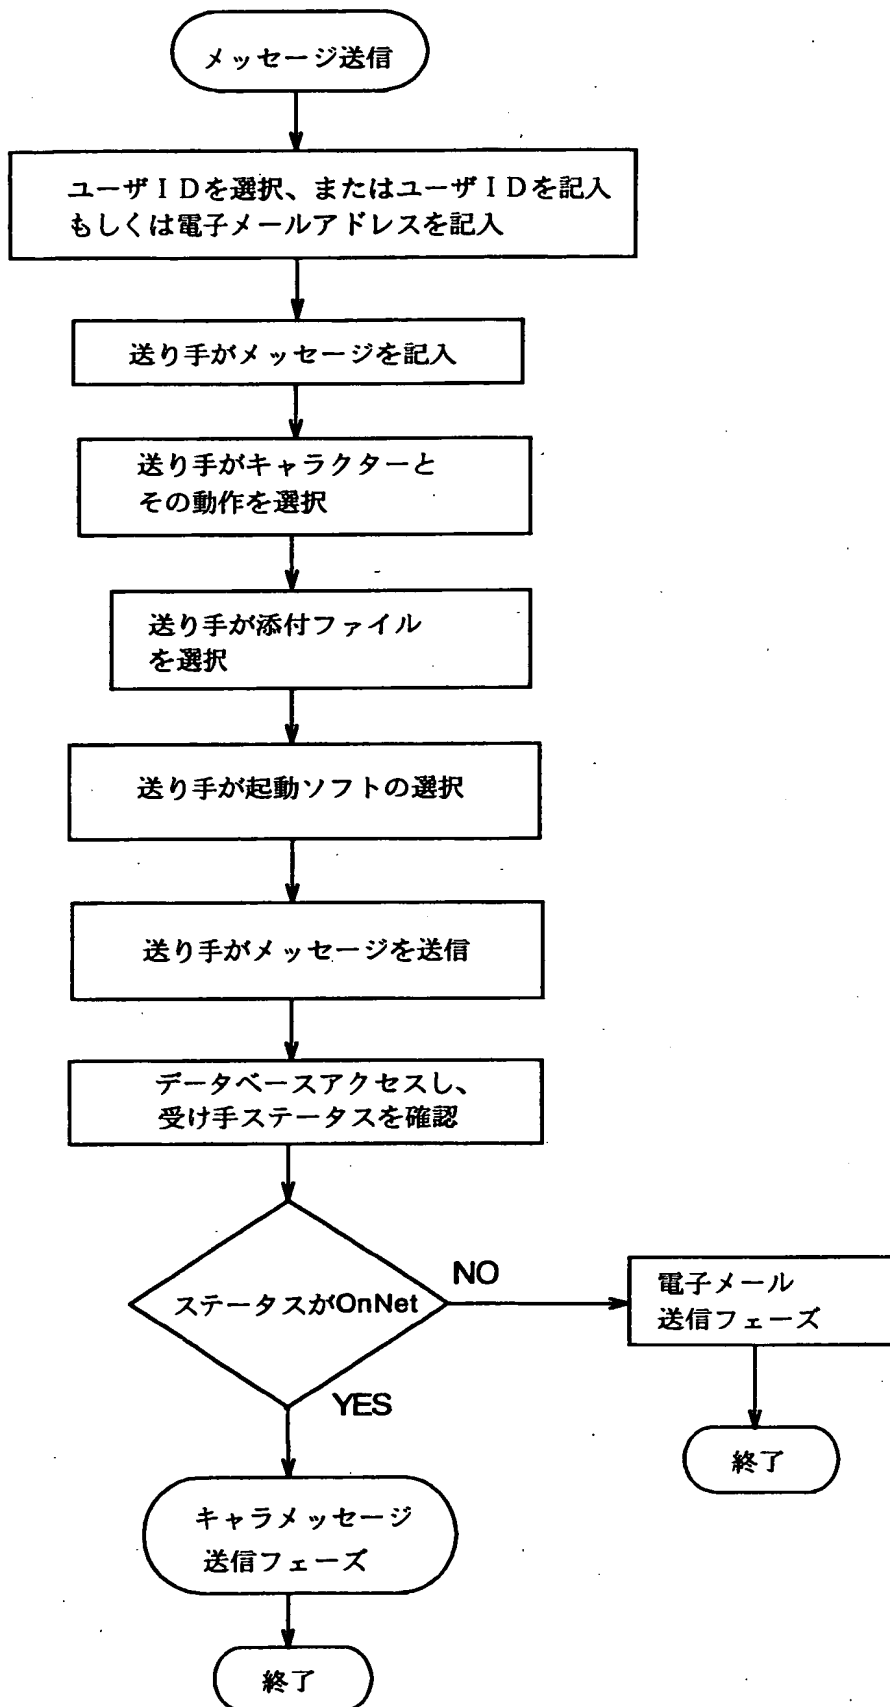 メッセージ送信
ユーザＩＤを選択、またはユーザＩＤを記入
もしくは電子メールアドレスを記入
送り手がメッセージを記入
送り手がキャラクターと
その動作を選択
送り手が添付ファイル
を選択
送り手が起動ソフトの選択
送り手がメッセージを送信
データベースアクセスし、
受け手ステータスを確認
ステータスがOnNet
NO
電子メール
送信フェーズ
YES
終了
キャラメッセージ
送信フェーズ
終了